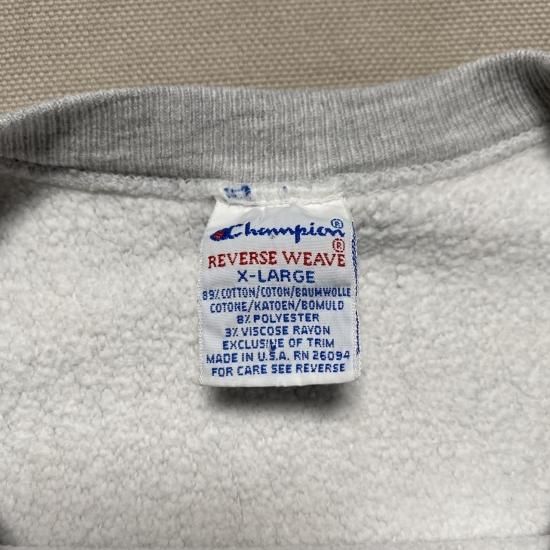 Champion®
®
REVERSE WEAVE
X-LARGE
89% COTTON/COTON/BAUMWOLLE
COTONE/KATOEN/BOMULD
8% POLYESTER
3% VISCOSE RAYON
EXCLUSIVE OF TRIM
MADE IN U.S.A. RN 26094
FOR CARE SEE REVERSE